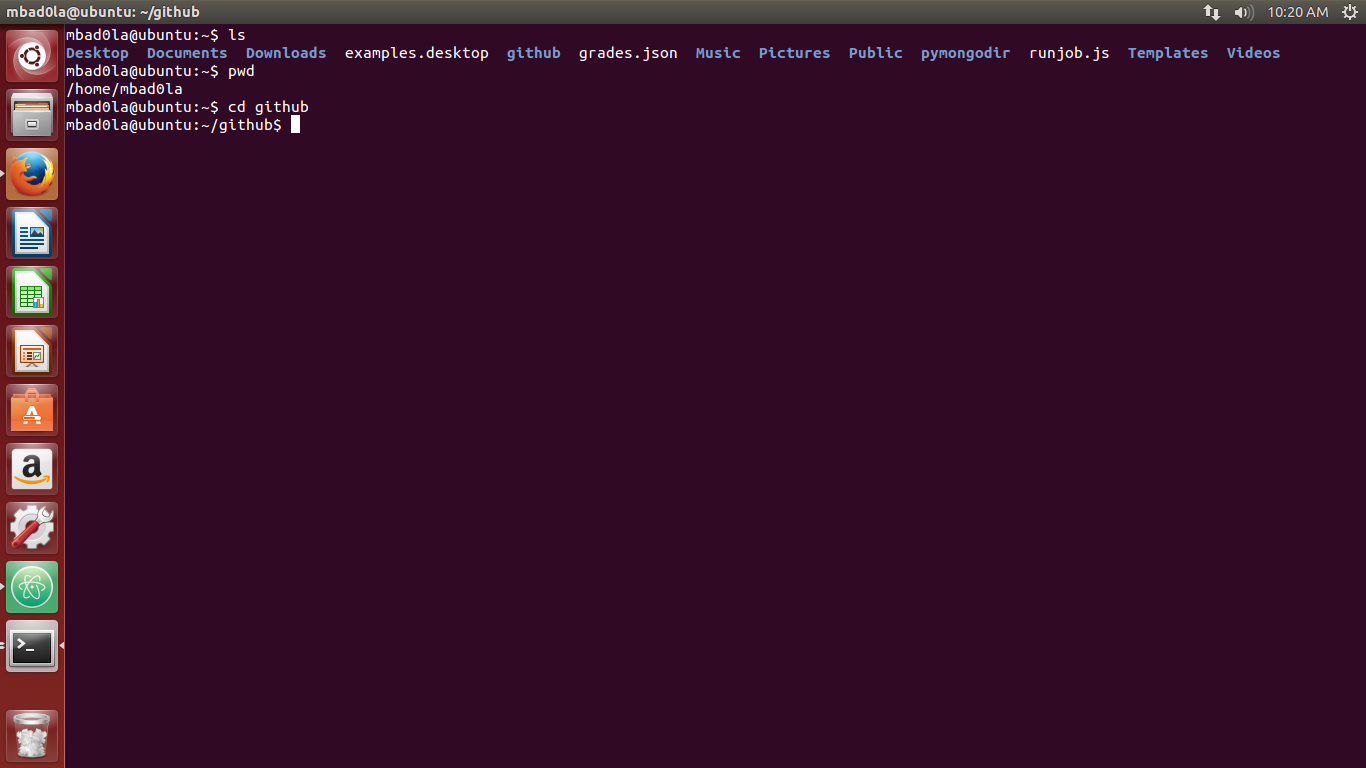 mbad0la@ubuntu: ~/github
10:20 AM
mbad0la@ubuntu:~$ ls
Desktop Documents Downloads examples.desktop github grades.json Music Pictures Public pymongodir runjob.js Templates Videos
mbad0la@ubuntu:~$ pwd
/home/mbad0la
mbad0la@ubuntu:~$ cd github
mbad0la@ubuntu:~/github$
A
a
>_